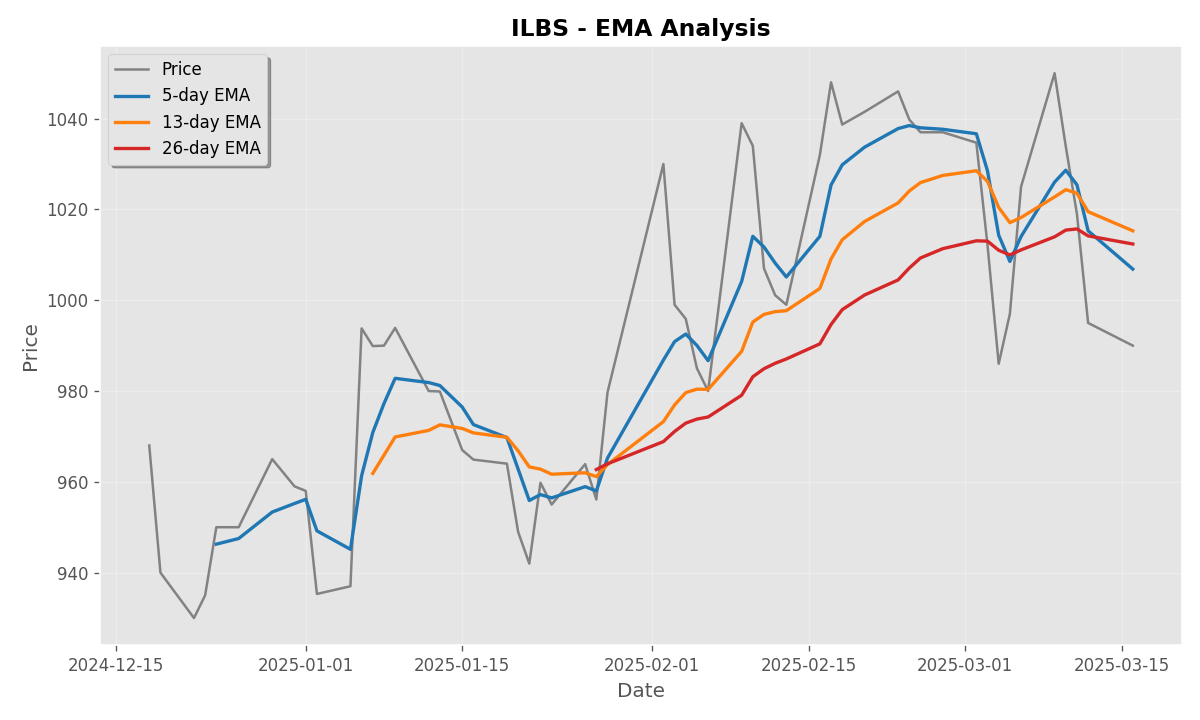 ILBS - EMA Analysis
Price
5-day EMA
13-day EMA
26-day EMA
1040
1020
1000
980
960
940
Price
2024-12-15 2025-01-01 2025-01-15 2025-02-01 2025-02-15 2025-03-01 2025-03-15
Date